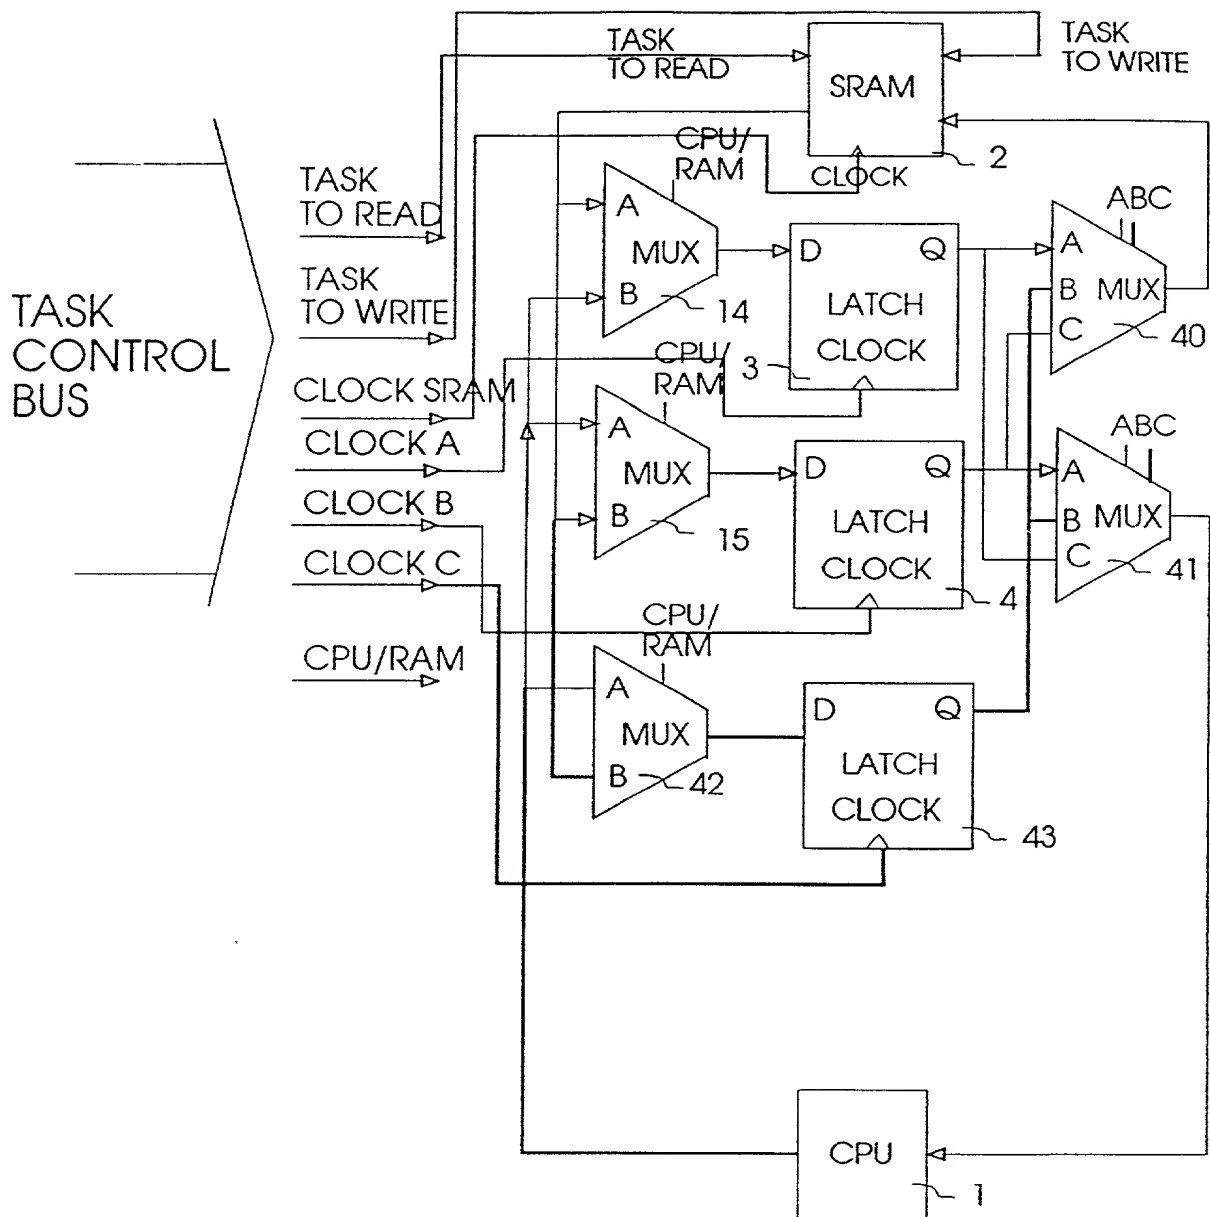 TASK
TO READ
TASK
TO WRITE
SRAM
2
CLOCK
CPU/
RAM
TASK
TO READ
TASK
TO WRITE
TASK
CONTROL
BUS
CLOCK SRAM
CLOCK A
CLOCK B
CLOCK C
CPU/RAM
A
MUX
B
14
D
Q
LATCH
CLOCK
3
ABC
A
B
MUX
C
40
CPU/
RAM
A
MUX
B
15
D
Q
LATCH
CLOCK
4
ABC
A
MUX
B
C
41
CPU/
RAM
A
MUX
B
42
D
Q
LATCH
CLOCK
43
CPU
1